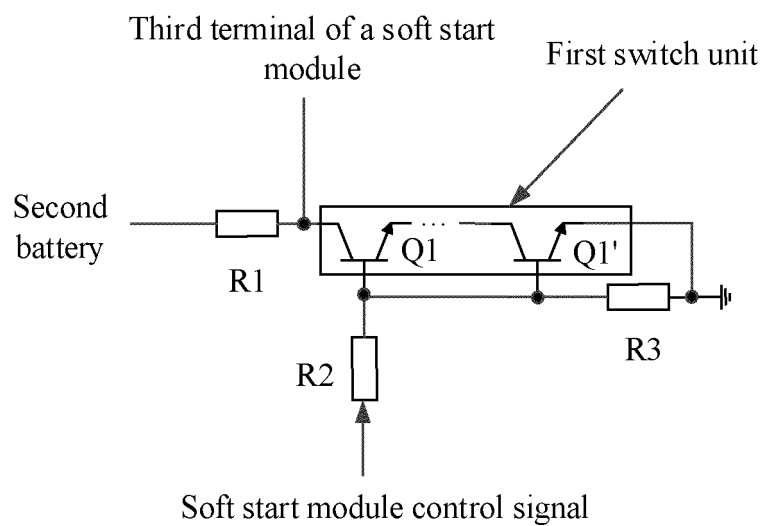 Third terminal of a soft start
module
First switch unit
Second
battery
...
Q1
Q1'
R1
R3
R2
Soft start module control signal